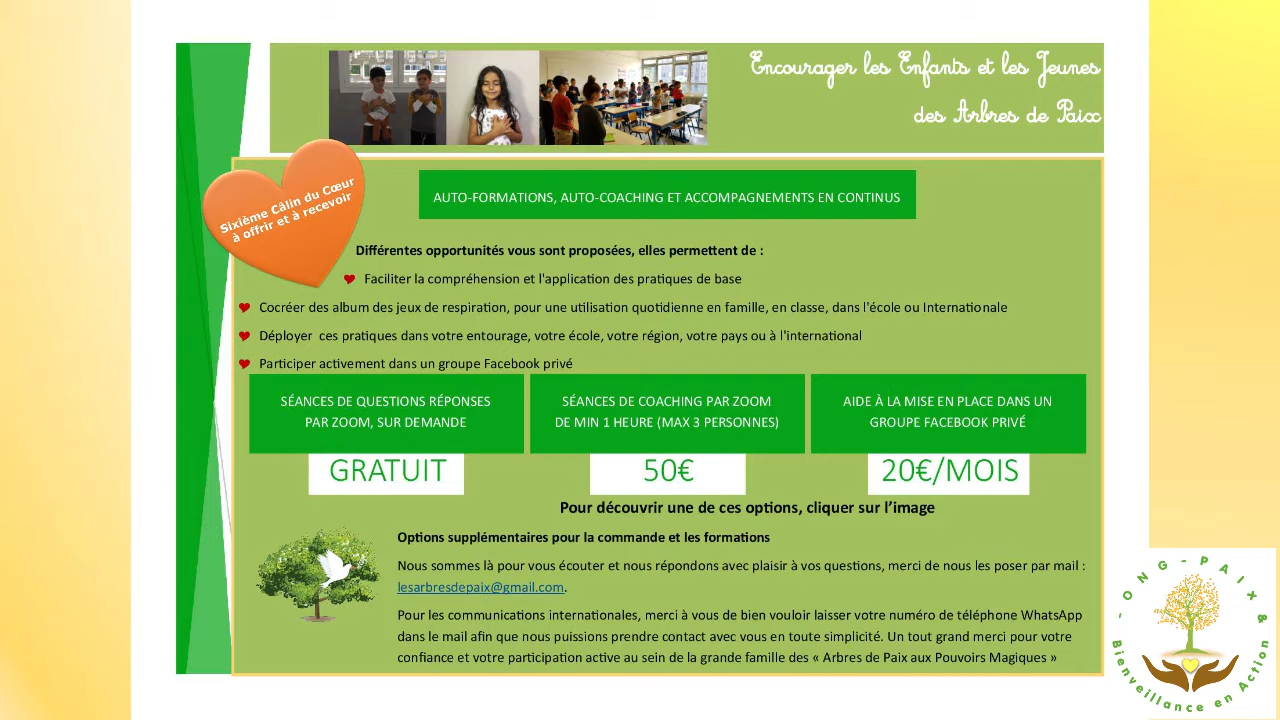 Encourager les Enfants et les Jeunes
des Arbres de Paix
Sixième Câlin du Cœur
à offrir et à recevoir
AUTO-FORMATIONS, AUTO-COACHING ET ACCOMPAGNEMENTS EN CONTINUS
Différentes opportunités vous sont proposées, elles permettent de :
Faciliter la compréhension et l'application des pratiques de base
Cocréer des album des jeux de respiration, pour une utilisation quotidienne en famille, en classe, dans l'école ou Internationale
Déployer ces pratiques dans votre entourage, votre école, votre région, votre pays ou à l'international
Participer activement dans un groupe Facebook privé
SÉANCES DE QUESTIONS RÉPONSES
PAR ZOOM, SUR DEMANDE
GRATUIT
SÉANCES DE COACHING PAR ZOOM
DE MIN 1 HEURE (MAX 3 PERSONNES)
50€
AIDE À LA MISE EN PLACE DANS UN
GROUPE FACEBOOK PRIVÉ
20€/MOIS
Pour découvrir une de ces options, cliquer sur l’image
Options supplémentaires pour la commande et les formations
Nous sommes là pour vous écouter et nous répondons avec plaisir à vos questions, merci de nous les poser par mail :
lesarbresdepaix@gmail.com.
Pour les communications internationales, merci à vous de bien vouloir laisser votre numéro de téléphone WhatsApp
dans le mail afin que nous puissions prendre contact avec vous en toute simplicité. Un tout grand merci pour votre
confiance et votre participation active au sein de la grande famille des « Arbres de Paix aux Pouvoirs Magiques »
- ONG - PAIX &
Bienveillance en Action